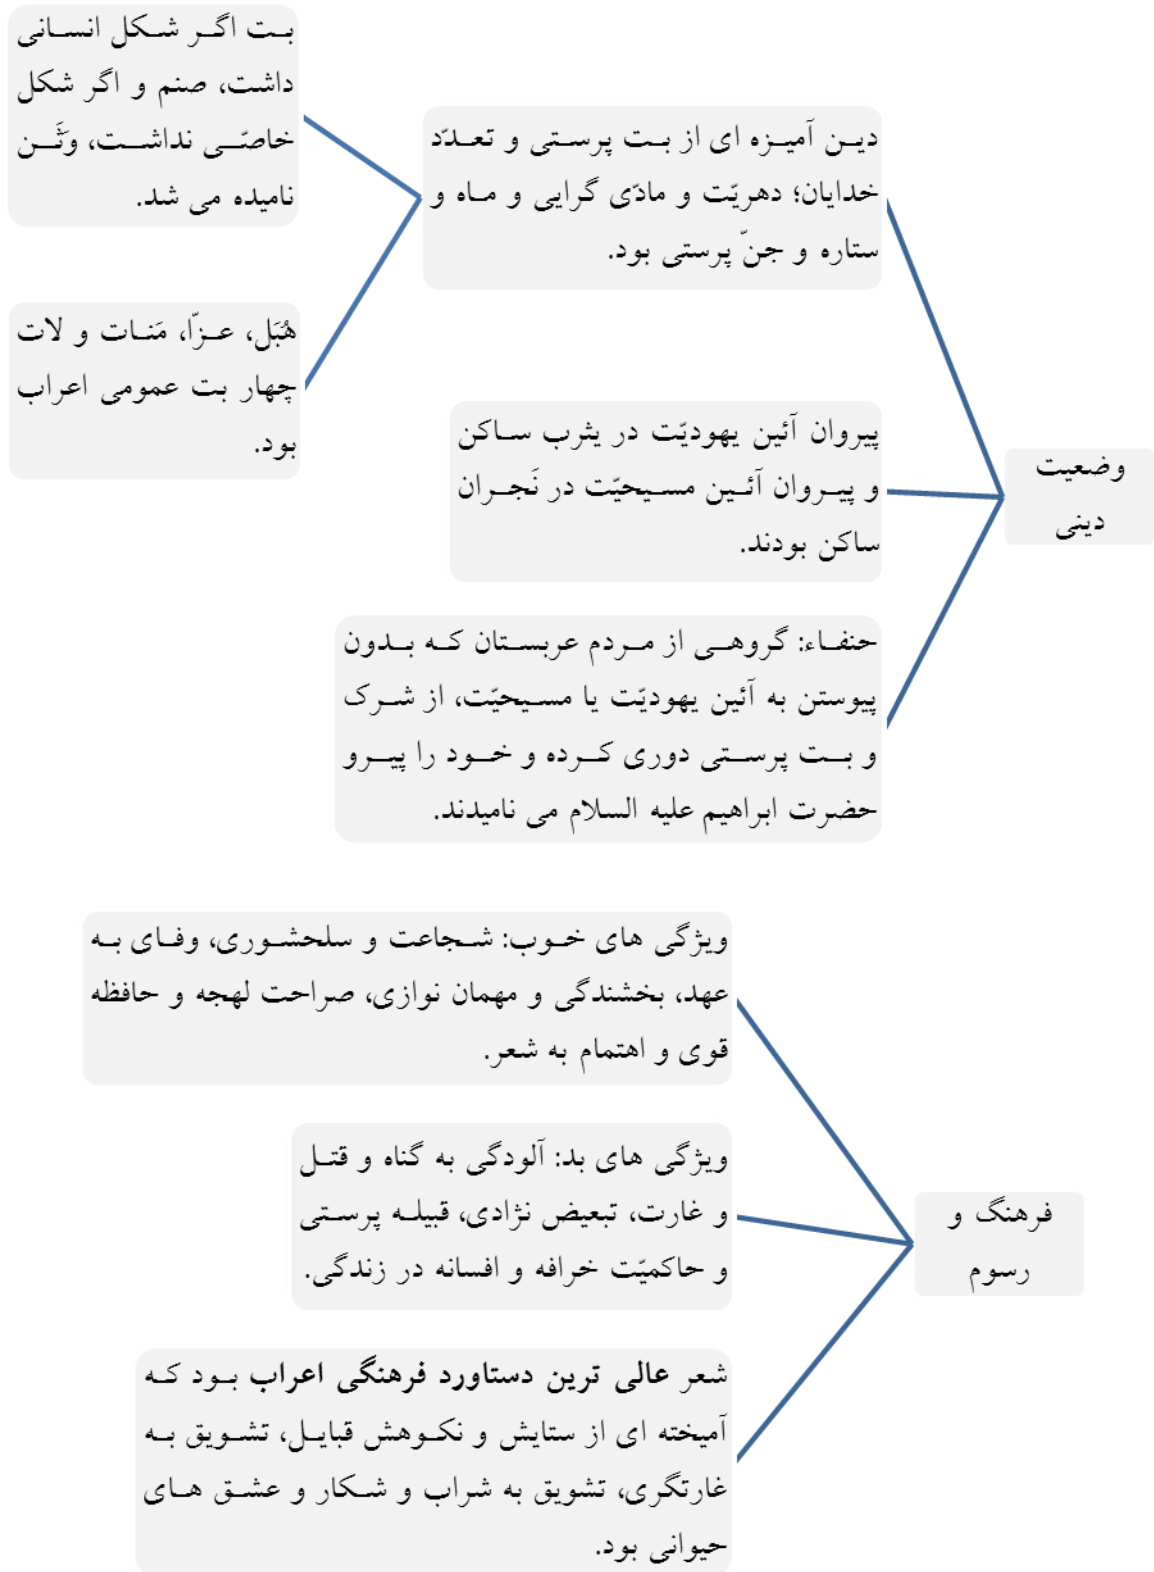 وضعیت
دینی
دین آمیزه ای از بت پرستی و تعدّد
خدایان؛ دهریّت و مادّی گرایی و ماه و
ستاره و جنّ پرستی بود.
بت اگر شکل انسانی
داشت، صنم و اگر شکل
خاصّی نداشت، وَثَن
نامیده می شد.
هُبَل، عزّا، مَنات و لات
چهار بت عمومی اعراب
بود.
پیروان آئین یهودیّت در یثرب ساکن
و پیروان آئین مسیحیّت در نَجران
ساکن بودند.
حنفاء: گروهی از مردم عربستان که بدون
پیوستن به آئین یهودیّت یا مسیحیّت، از شرک
و بت پرستی دوری کرده و خود را پیرو
حضرت ابراهیم علیه السلام می نامیدند.
فرهنگ و
رسوم
ویژگی های خوب: شجاعت و سلحشوری، وفای به
عهد، بخشندگی و مهمان نوازی، صراحت لهجه و حافظه
قوی و اهتمام به شعر.
ویژگی های بد: آلودگی به گناه و قتل
و غارت، تبعیض نژادی، قبیله پرستی
و حاکمیّت خرافه و افسانه در زندگی.
شعر عالی ترین دستاورد فرهنگی اعراب بود که
آمیخته ای از ستایش و نکوهش قبایل، تشویق به
غارتگری، تشویق به شراب و شکار و عشق های
حیوانی بود.